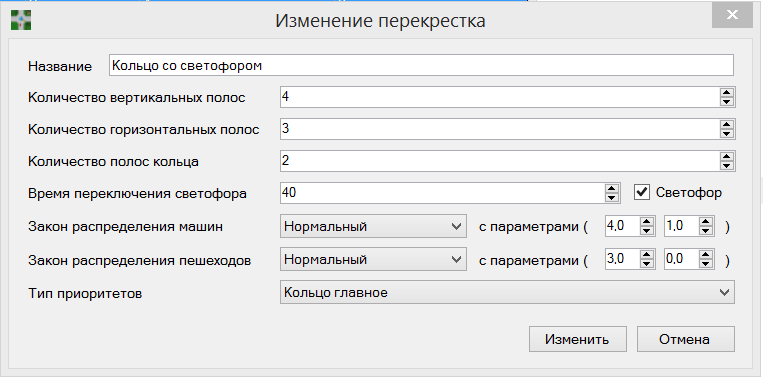 Изменение перекрестка
Название Кольцо со светофором
Количество вертикальных полос 4
Количество горизонтальных полос 3
Количество полос кольца 2
Время переключения светофора 40 Светофор
Закон распределения машин Нормальный с параметрами ( 4,0 1,0 )
Закон распределения пешеходов Нормальный с параметрами ( 3,0 0,0 )
Тип приоритетов Кольцо главное
Изменить Отмена